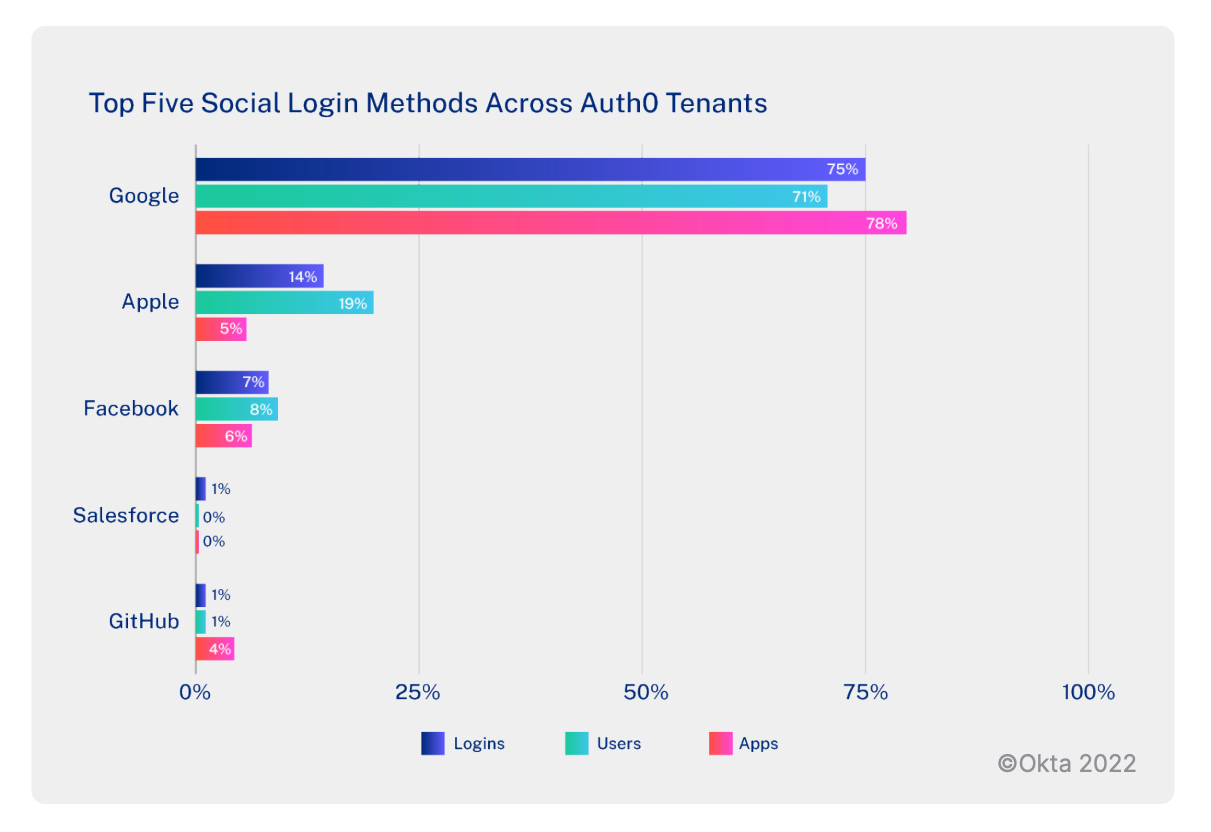 Top Five Social Login Methods Across Auth0 Tenants
Google
75%
71%
78%
Apple
14%
19%
5%
Facebook
7%
8%
6%
Salesforce
1%
0%
0%
GitHub
1%
1%
4%
0% 25% 50% 75% 100%
Logins Users Apps
©Okta 2022